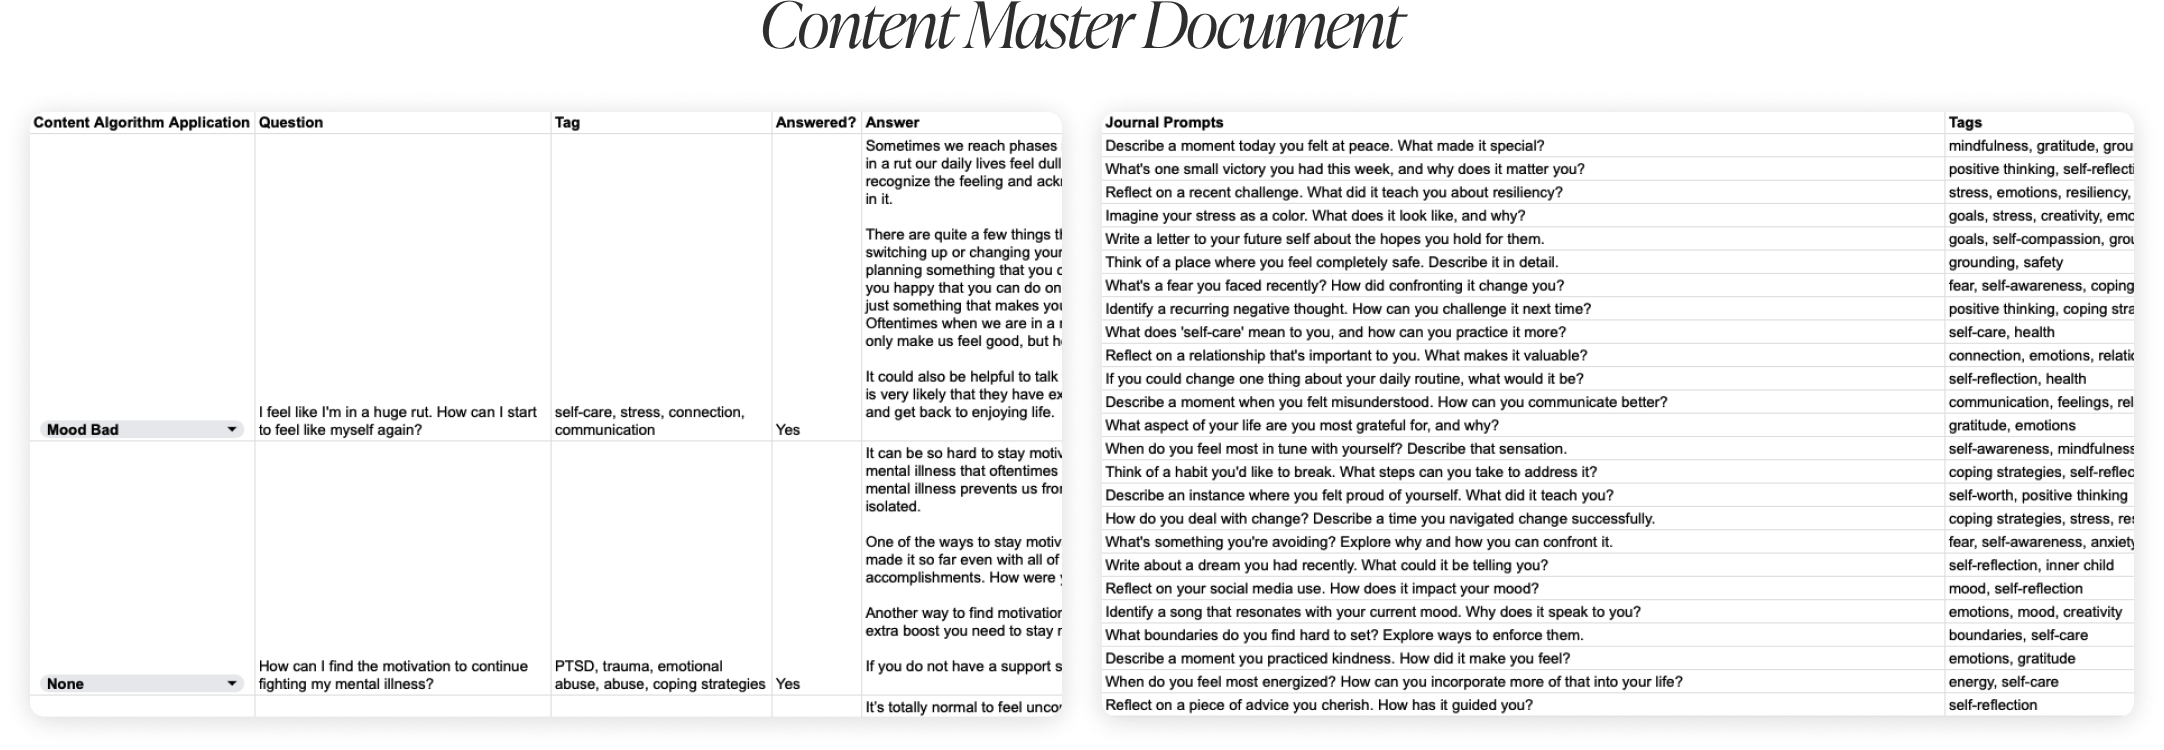 Content Master Document
Content Algorithm Application Question Tag Answered? Answer
Sometimes we reach phases
in a rut our daily lives feel dull
recognize the feeling and
in it.
There are quite a few things
switching up or changing your
planning something that you
you happy that you can do on
just something that makes
Oftentimes when we are in a
only make us feel good, but
It could also be helpful to talk
is very likely that they have
and get back to enjoying life.
Mood Bad
I feel like I'm in a huge rut. How can I start
to feel like myself again?
self-care, stress, connection,
communication
Yes
It can be so hard to stay
mental illness that oftentimes
mental illness prevents us
isolated.
One of the ways to stay
made it so far even with all of
accomplishments. How were
Another way to find
extra boost you need to stay
If you do not have a support
None
How can I find the motivation to continue
fighting my mental illness?
PTSD, trauma, emotional
abuse, abuse, coping strategies
Yes
It's totally normal to feel
Journal Prompts Tags
Describe a moment today you felt at peace. What made it special? mindfulness, gratitude,
What's one small victory you had this week, and why does it matter you? positive thinking,
Reflect on a recent challenge. What did it teach you about resiliency? stress, emotions, resiliency,
Imagine your stress as a color. What does it look like, and why? goals, stress, creativity,
Write a letter to your future self about the hopes you hold for them. goals, self-compassion,
Think of a place where you feel completely safe. Describe it in detail. grounding, safety
What's a fear you faced recently? How did confronting it change you? fear, self-awareness, coping
Identify a recurring negative thought. How can you challenge it next time? positive thinking, coping
What does 'self-care' mean to you, and how can you practice it more? self-care, health
Reflect on a relationship that's important to you. What makes it valuable? connection, emotions,
If you could change one thing about your daily routine, what would it be? self-reflection, health
Describe a moment when you felt misunderstood. How can you communicate better? communication, feelings,
What aspect of your life are you most grateful for, and why? gratitude, emotions
When do you feel most in tune with yourself? Describe that sensation. self-awareness, mindfulness
Think of a habit you'd like to break. What steps can you take to address it? coping strategies,
Describe an instance where you felt proud of yourself. What did it teach you? self-worth, positive thinking
How do you deal with change? Describe a time you navigated change successfully. coping strategies, stress,
What's something you're avoiding? Explore why and how you can confront it. fear, self-awareness, anxiety
Write about a dream you had recently. What could it be telling you? self-reflection, inner child
Reflect on your social media use. How does it impact your mood? mood, self-reflection
Identify a song that resonates with your current mood. Why does it speak to you? emotions, mood, creativity
What boundaries do you find hard to set? Explore ways to enforce them. boundaries, self-care
Describe a moment you practiced kindness. How did it make you feel? emotions, gratitude
When do you feel most energized? How can you incorporate more of that into your life? energy, self-care
Reflect on a piece of advice you cherish. How has it guided you? self-reflection